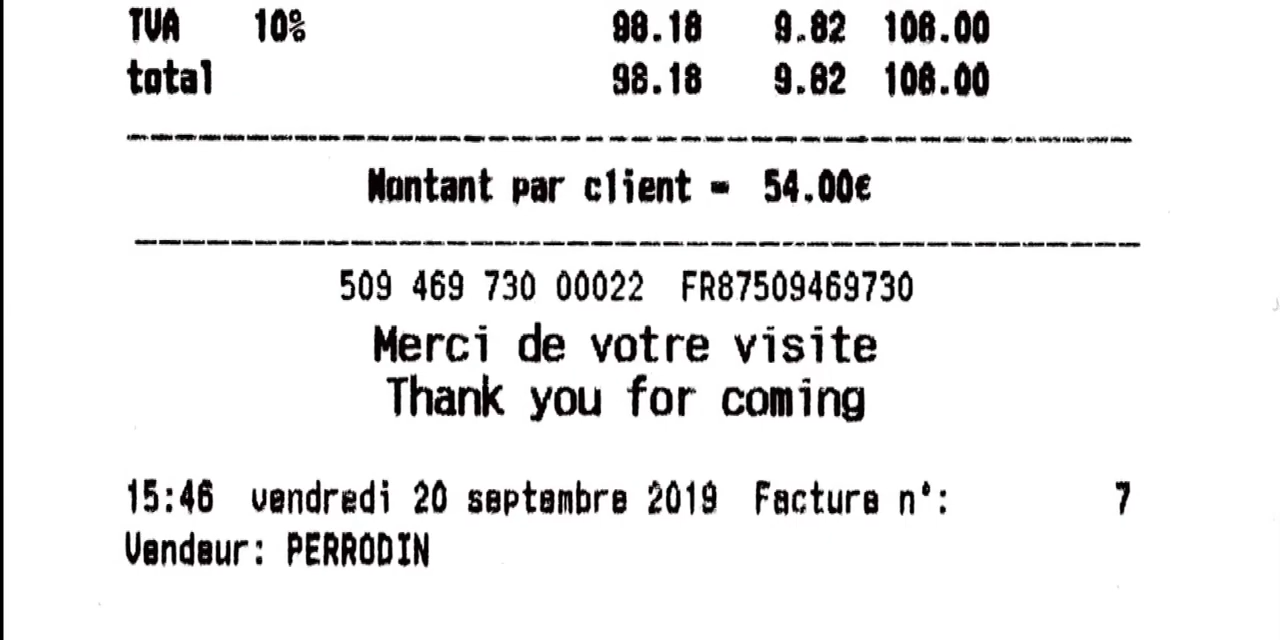 TVA 10% 98.18 9.82 108.00
total 98.18 9.82 108.00
Montant par client = 54.00€
509 469 730 00022 FR87509469730
Merci de votre visite
Thank you for coming
15:46 vendredi 20 septembre 2019 Facture n°: 7
Vendeur: PERRODIN